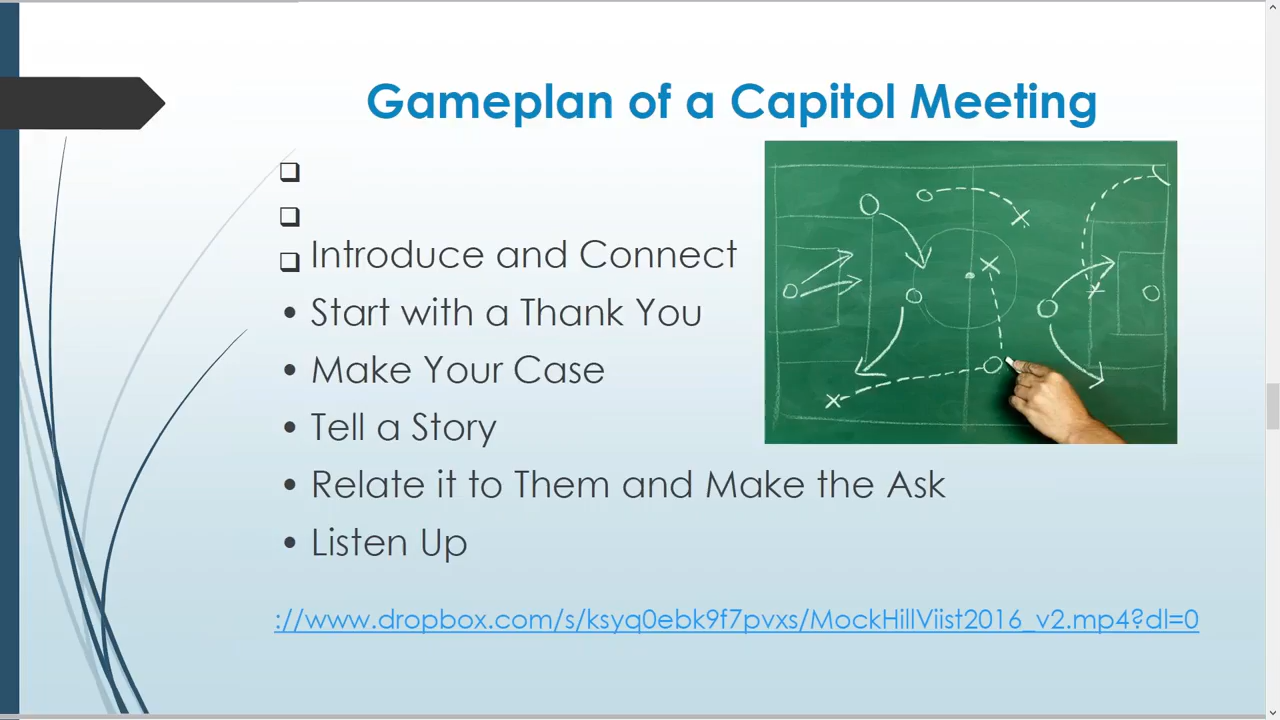 Gameplan of a Capitol Meeting
❑
❑
❑ Introduce and Connect
• Start with a Thank You
• Make Your Case
• Tell a Story
• Relate it to Them and Make the Ask
• Listen Up
://www.dropbox.com/s/ksyq0ebk9f7pvxs/MockHillViist2016_v2.mp4?dl=0